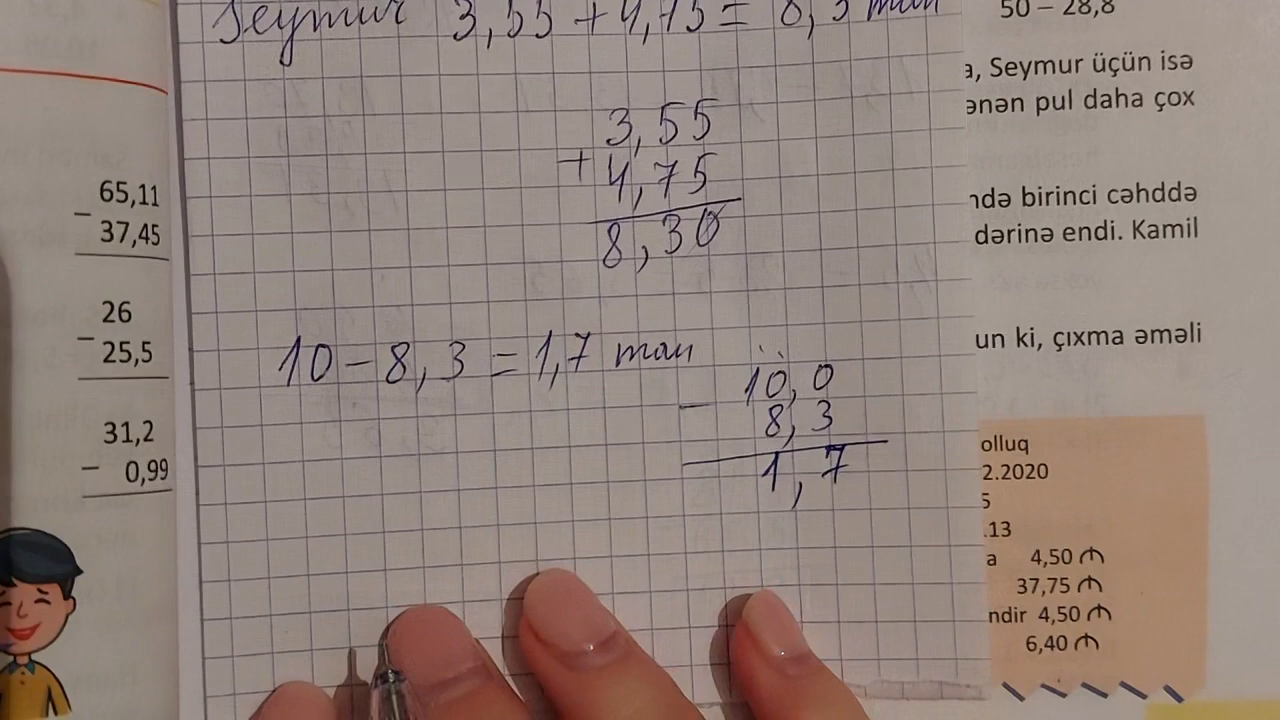 Seymur 3,55 + 4,75 = 8,3 man
3,55
+ 4,75
8,30
10 - 8,3 = 1,7 man
10,0
- 8,3
1,7
65,11
- 37,45
26
- 25,5
31,2
- 0,99
50 – 28,8
a, Seymur üçün isə
ənən pul daha çox
ndə birinci cəhddə
dərinə endi. Kamil
un ki, çıxma əməli
olluq
2.2020
5
.13
a 4,50 ₼
37,75 ₼
ndir 4,50 ₼
6,40 ₼